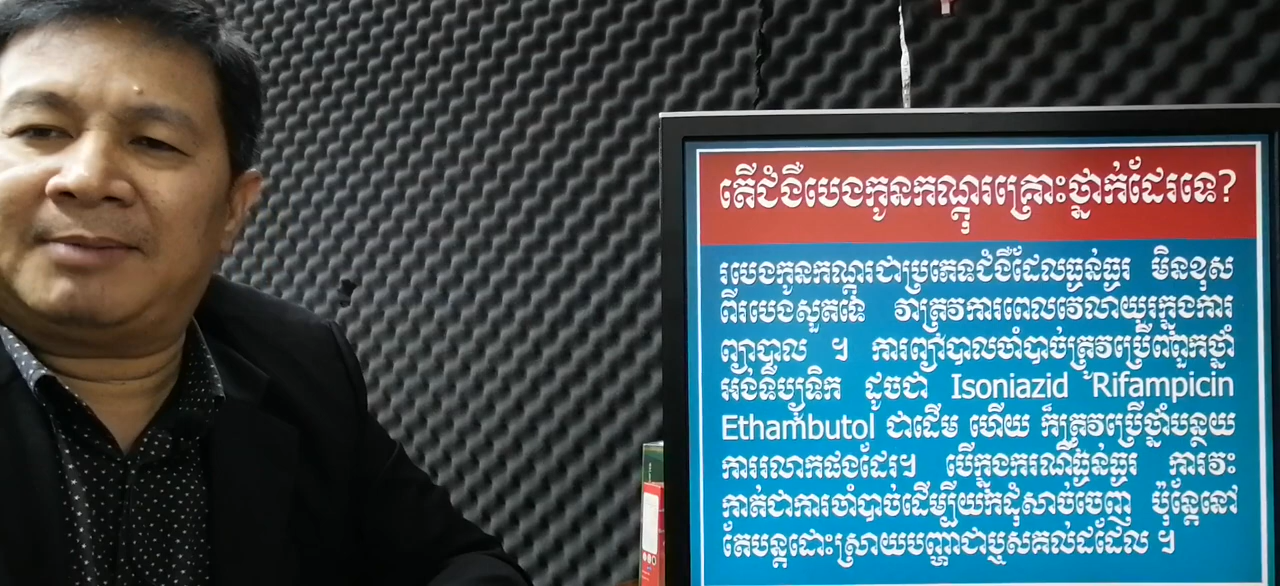 តើជំងឺរបេងកូនកណ្តុរគ្រោះថ្នាក់ដែរទេ?
របេងកូនកណ្តុរជាប្រភេទជំងឺដែលធ្ងន់ធ្ងរ មិនខុស
ពីរបេងសួតទេ វាត្រូវការពេលវេលាយូរក្នុងការ
ព្យាបាល ។ ការព្យាបាលចាំបាច់ត្រូវប្រើពពួកថ្នាំ
អង់ទីប្យូទិក ដូចជា Isoniazid Rifampicin
Ethambutol ជាដើម ហើយ ក៏ត្រូវប្រើថ្នាំបន្ថយ
ការរលាកផងដែរ។ បើក្នុងករណីធ្ងន់ធ្ងរ ការវះ
កាត់ជាការចាំបាច់ដើម្បីយកដុំសាច់ចេញ ប៉ុន្តែនៅ
តែបន្តដោះស្រាយបញ្ហាជាឬសគល់ដដែល ។